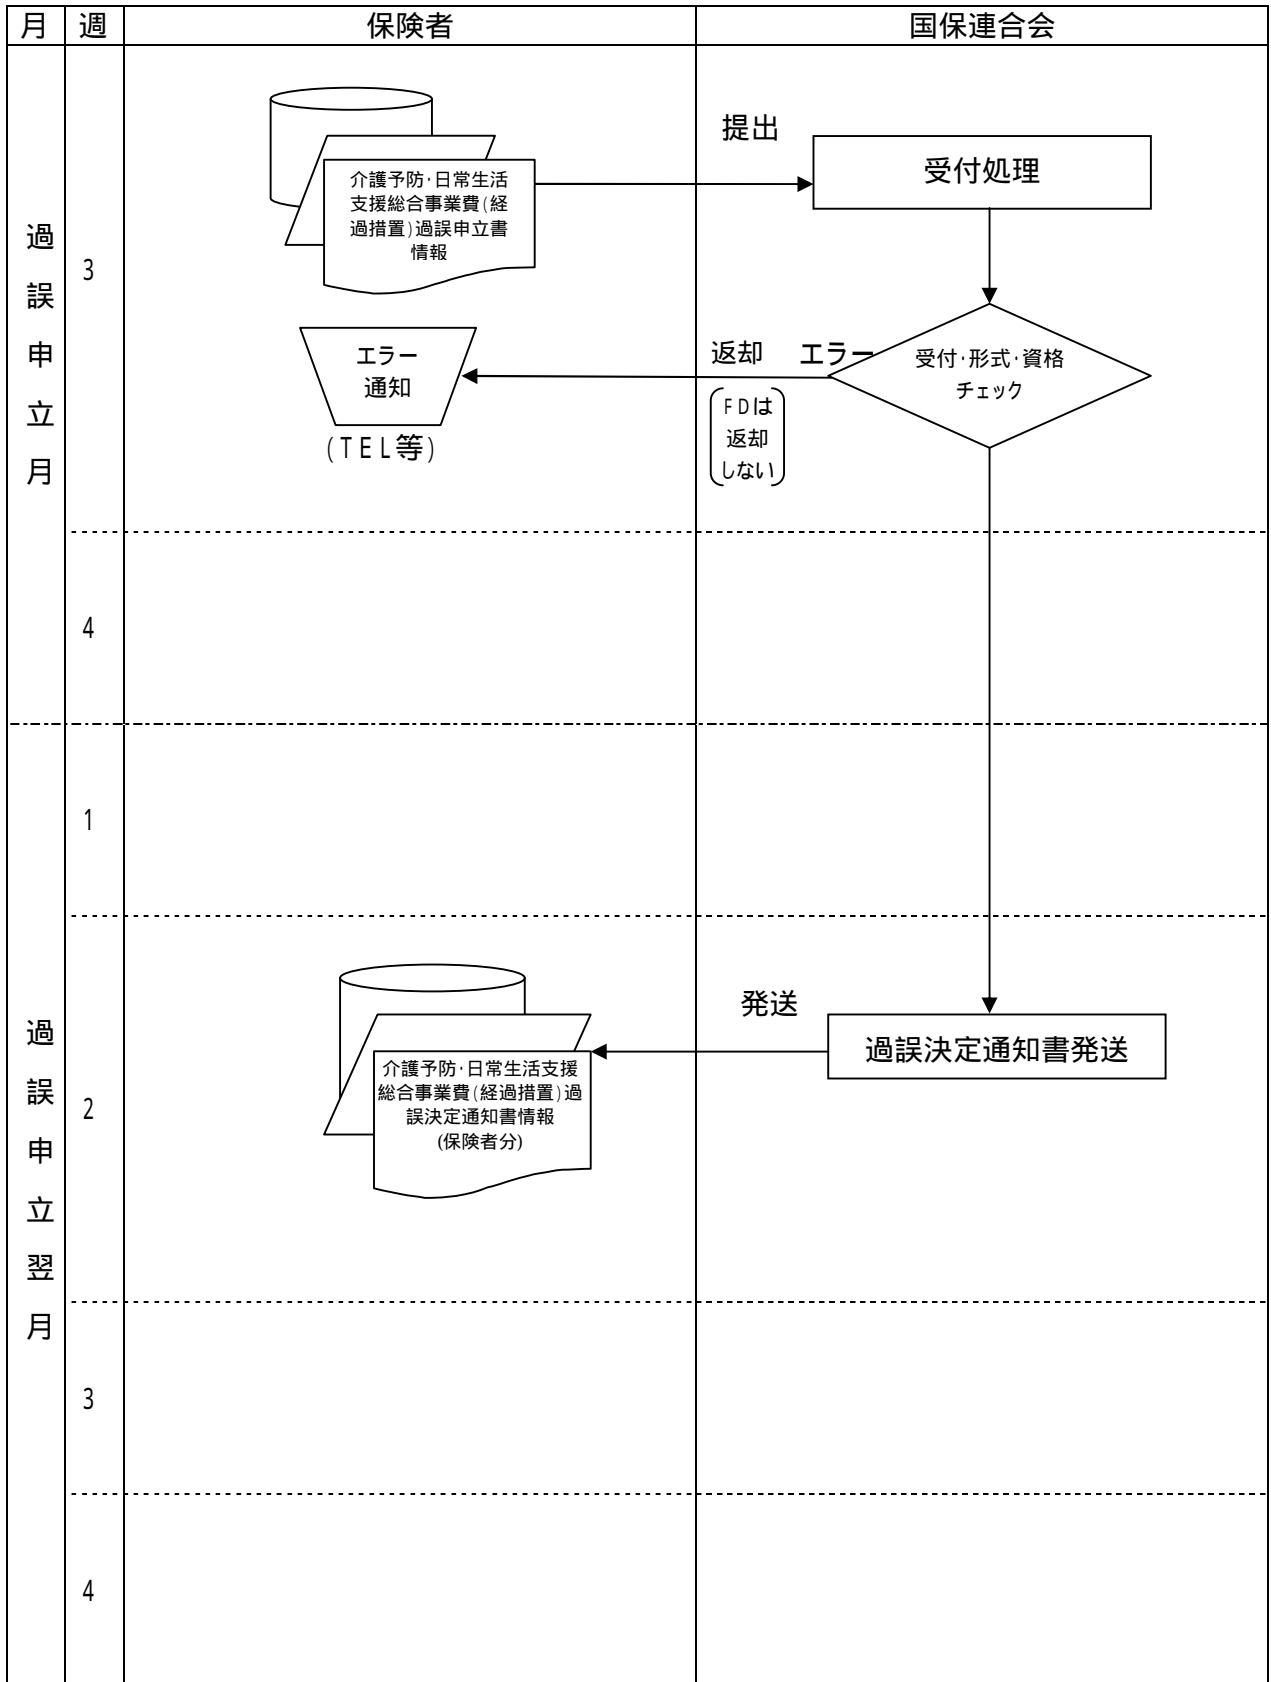 月 週 保険者 国保連合会
過誤申立月
3
介護予防・日常生活
支援総合事業費(経
過措置)過誤申立書
情報
提出
受付処理
エラー
通知
(TEL等)
返却 エラー
FDは
返却
しない
受付・形式・資格
チェック
4
過誤申立翌月
1
2
介護予防・日常生活支援
総合事業費(経過措置)過
誤決定通知書情報
(保険者分)
発送
過誤決定通知書発送
3
4